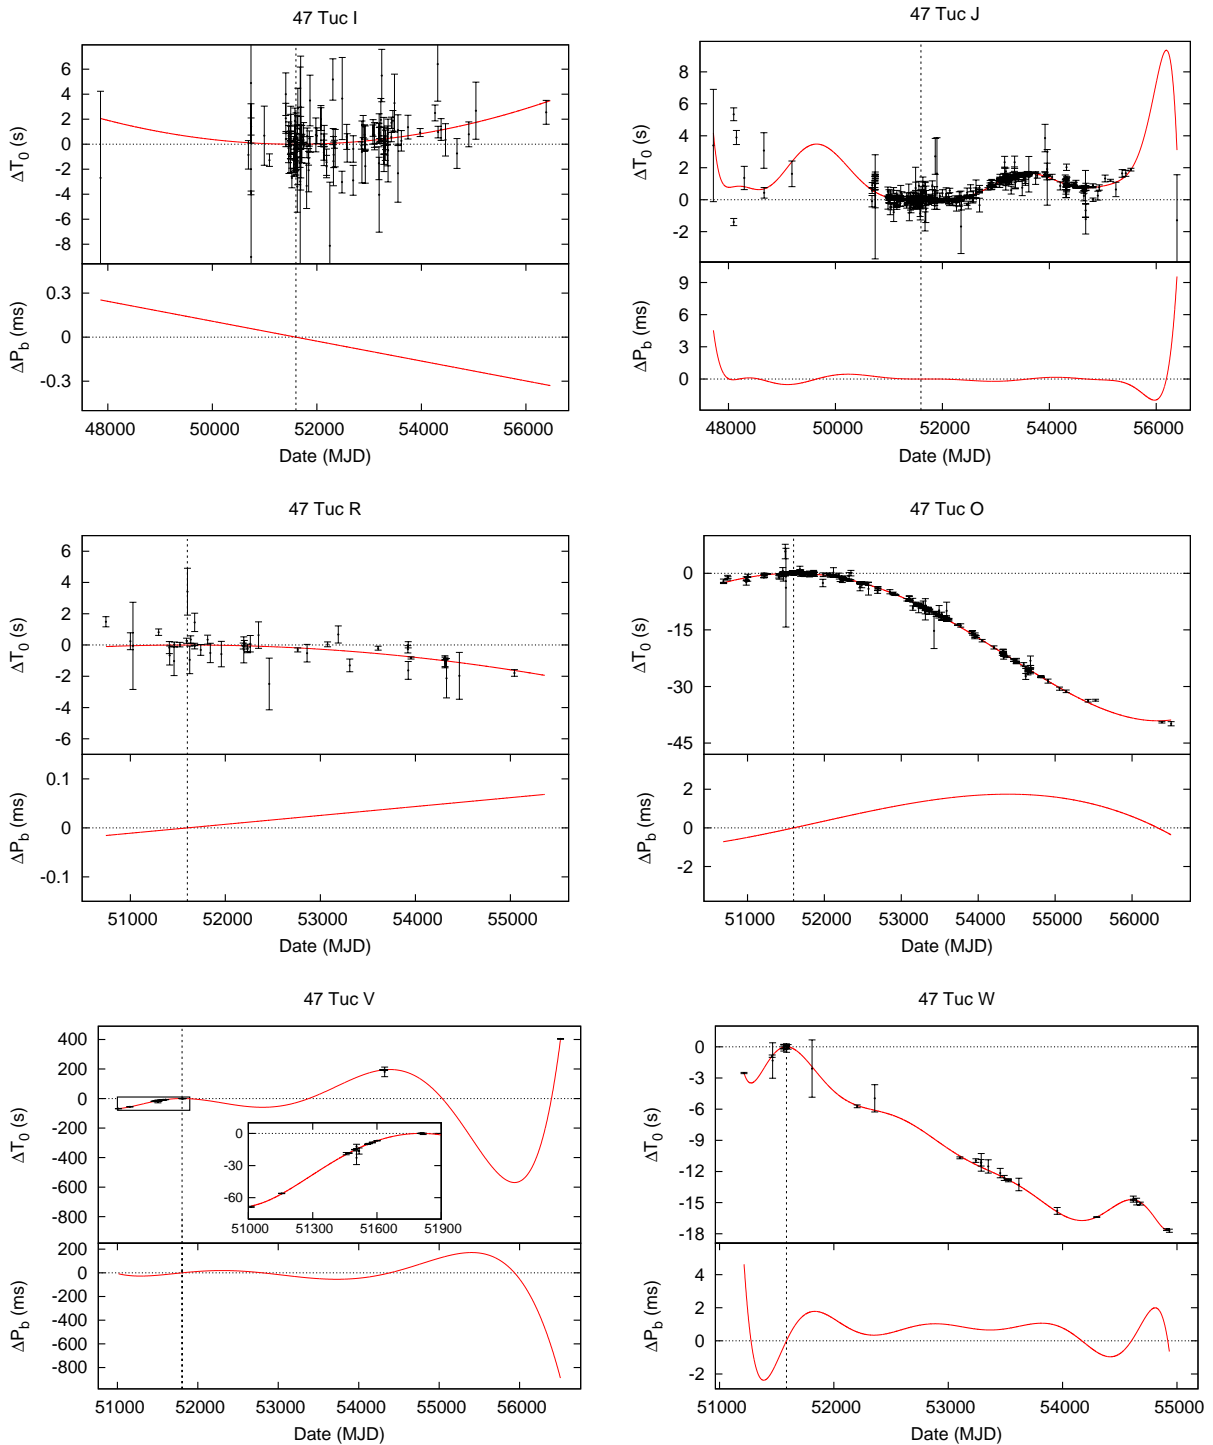 47 Tuc I
6
4
2
0
-2
-4
-6
-8
ΔT0 (s)
0.3
0
-0.3
ΔPb (ms)
48000 50000 52000 54000 56000
Date (MJD)
47 Tuc J
8
6
4
2
0
-2
ΔT0 (s)
9
6
3
0
ΔPb (ms)
48000 50000 52000 54000 56000
Date (MJD)
47 Tuc R
6
4
2
0
-2
-4
-6
ΔT0 (s)
0.1
0
-0.1
ΔPb (ms)
51000 52000 53000 54000 55000
Date (MJD)
47 Tuc O
0
-15
-30
-45
ΔT0 (s)
2
0
-2
ΔPb (ms)
51000 52000 53000 54000 55000 56000
Date (MJD)
47 Tuc V
400
200
0
-200
-400
-600
-800
ΔT0 (s)
0
-30
-60
51000 51300 51600 51900
200
0
-200
-400
-600
-800
ΔPb (ms)
51000 52000 53000 54000 55000 56000
Date (MJD)
47 Tuc W
0
-3
-6
-9
-12
-15
-18
ΔT0 (s)
4
2
0
-2
ΔPb (ms)
51000 52000 53000 54000 55000
Date (MJD)